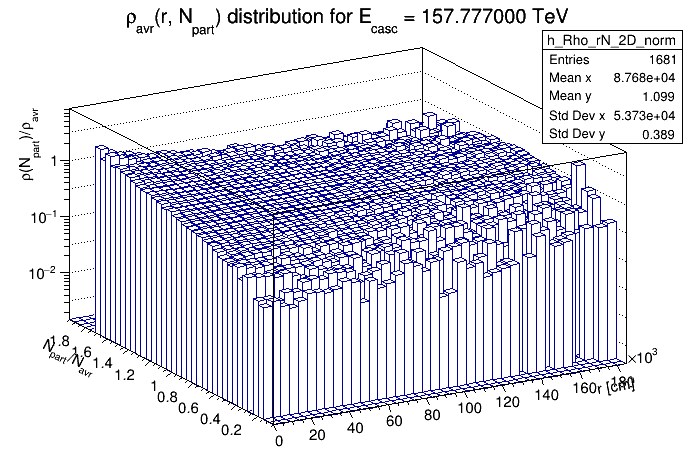 ρavr(r, Npart) distribution for Ecasc = 157.777000 TeV
h_Rho_rN_2D_norm
Entries 1681
Mean x 8.768e+04
Mean y 1.099
Std Dev x 5.373e+04
Std Dev y 0.389
ρ(Npart)/ρavr
1
10−1
10−2
Npart/Navr
1.8 1.6 1.4 1.2 1 0.8 0.6 0.4 0.2
0 20 40 60 80 100 120 140 160 180
r [cm]
×103